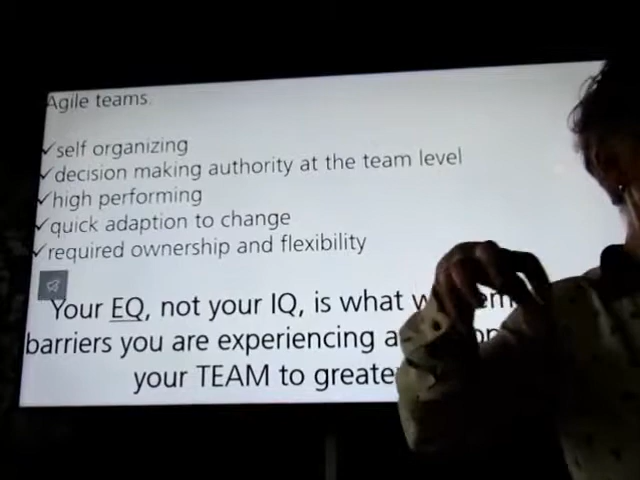 Agile teams.
✓self organizing
✓decision making authority at the team level
✓high performing
✓quick adaption to change
✓required ownership and flexibility
Your EQ, not your IQ, is what
barriers you are experiencing
your TEAM to greate